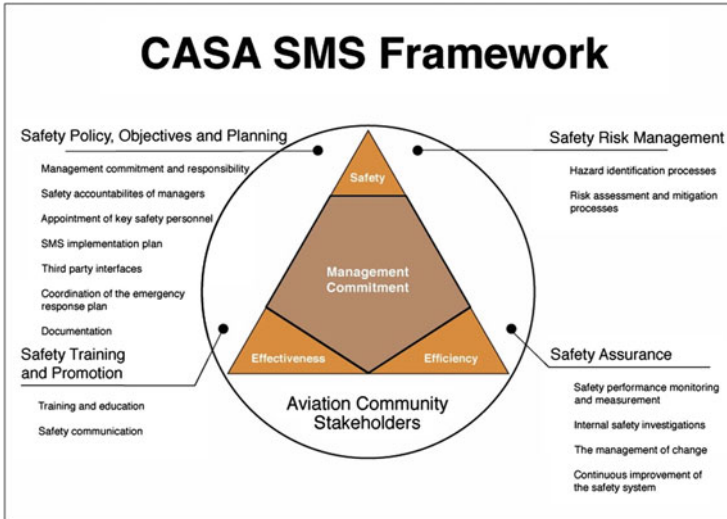 CASA SMS Framework
Safety Policy, Objectives and Planning
Management commitment and responsibility
Safety accountabilites of managers
Appointment of key safety personnel
SMS implementation plan
Third party interfaces
Coordination of the emergency
response plan
Documentation
Safety Risk Management
Hazard identification processes
Risk assessment and mitigation
processes
Safety
Management
Commitment
Effectiveness
Efficiency
Aviation Community
Stakeholders
Safety Training
and Promotion
Training and education
Safety communication
Safety Assurance
Safety performance monitoring
and measurement
Internal safety investigations
The management of change
Continuous improvement of
the safety system